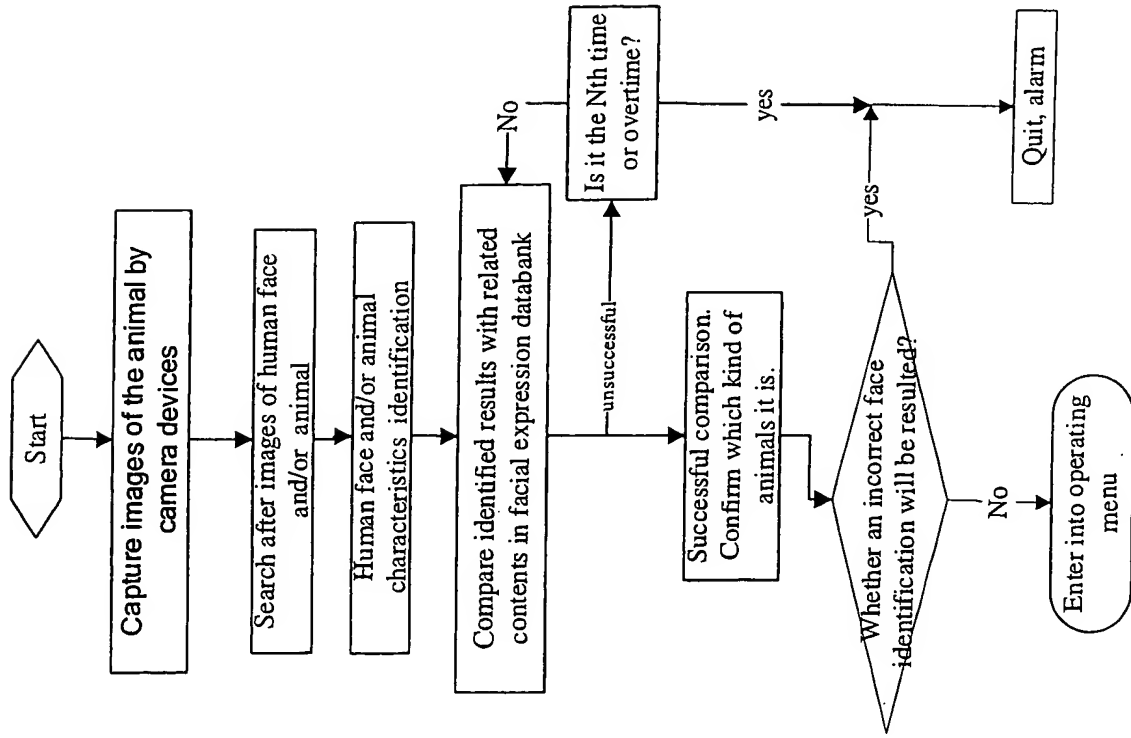 Start
Capture images of the animal by
camera devices
Search after images of human face
and/or animal
Human face and/or animal
characteristics identification
Compare identified results with related
contents in facial expression databank
No
Is it the Nth time
or overtime?
unsuccessful
yes
Successful comparison.
Confirm which kind of
animals it is.
Whether an incorrect face
identification will be resulted?
yes
No
Quit, alarm
Enter into operating
menu